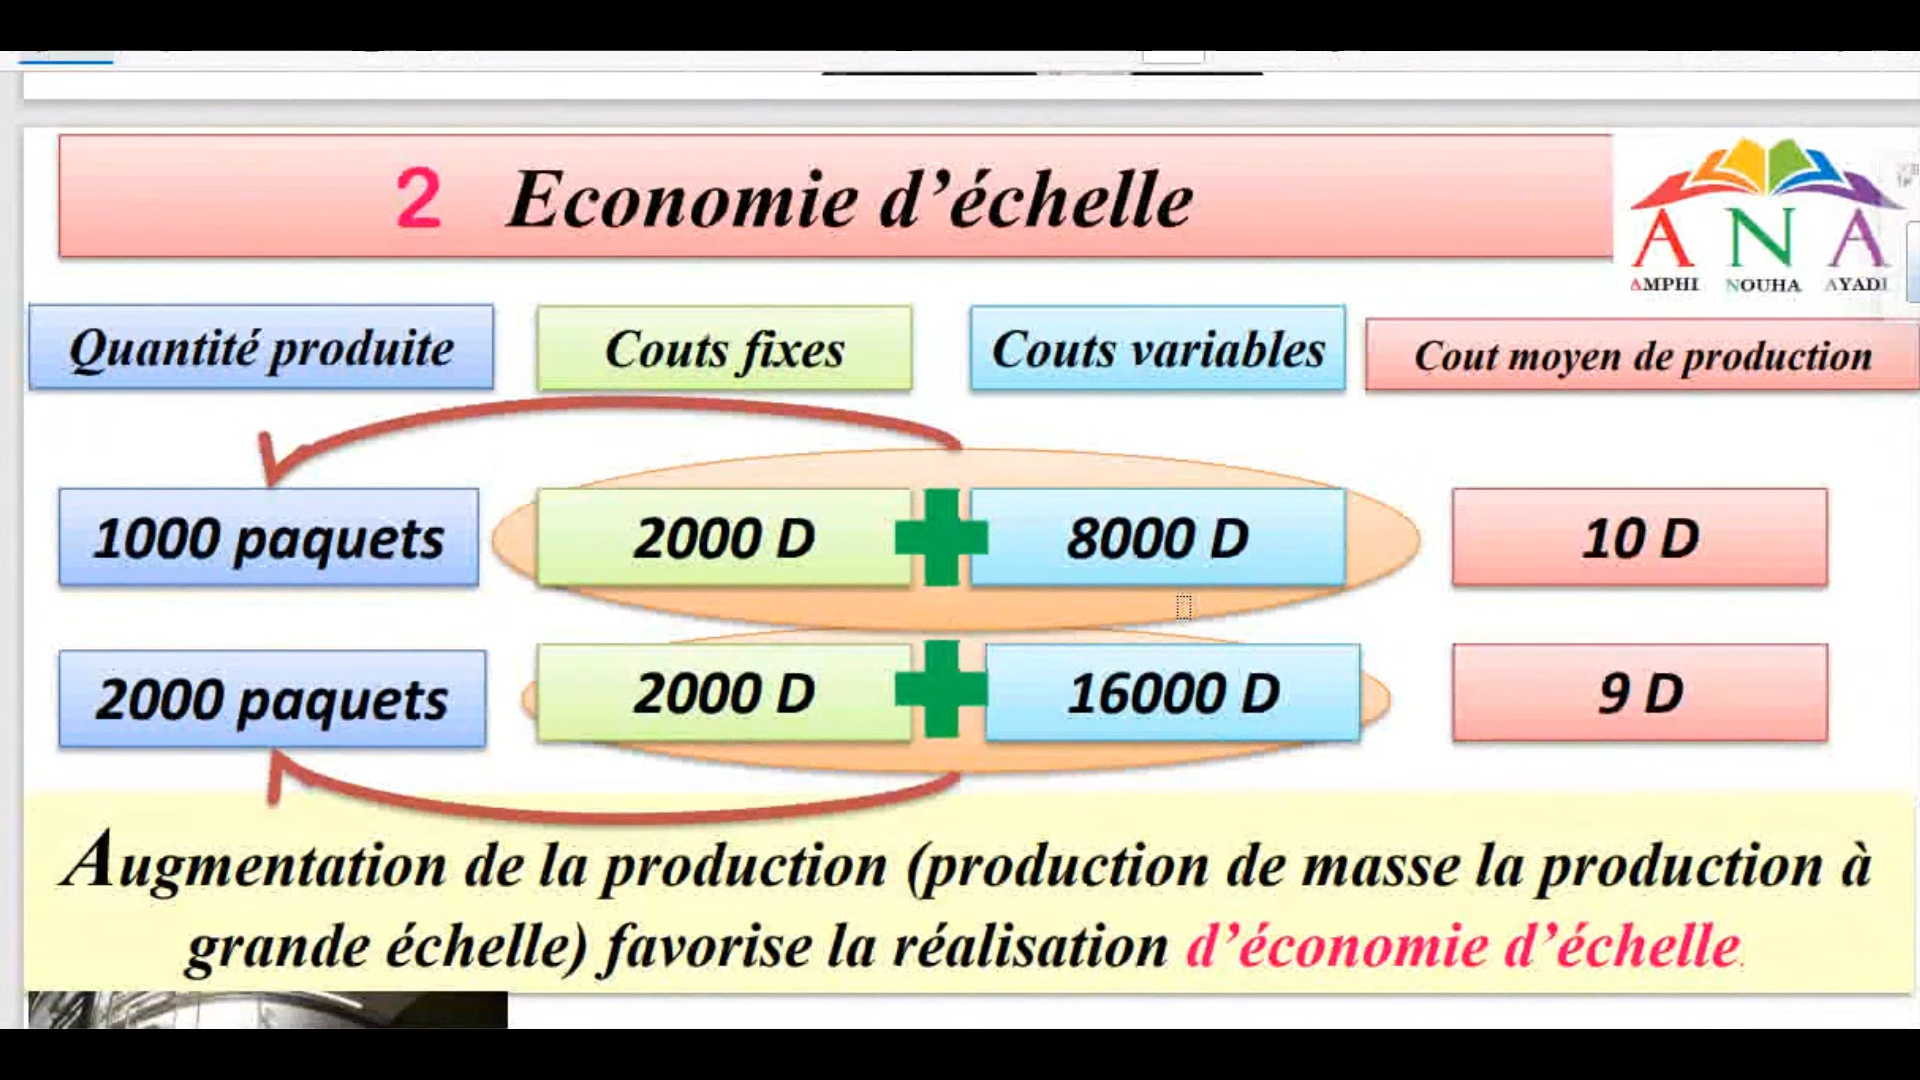 2 Economie d’échelle
ANA
AMPHI NOUHA AYADI
Quantité produite
Couts fixes
Couts variables
Cout moyen de production
1000 paquets
2000 D
8000 D
10 D
2000 paquets
2000 D
16000 D
9 D
Augmentation de la production (production de masse la production à
grande échelle) favorise la réalisation d’économie d’échelle.